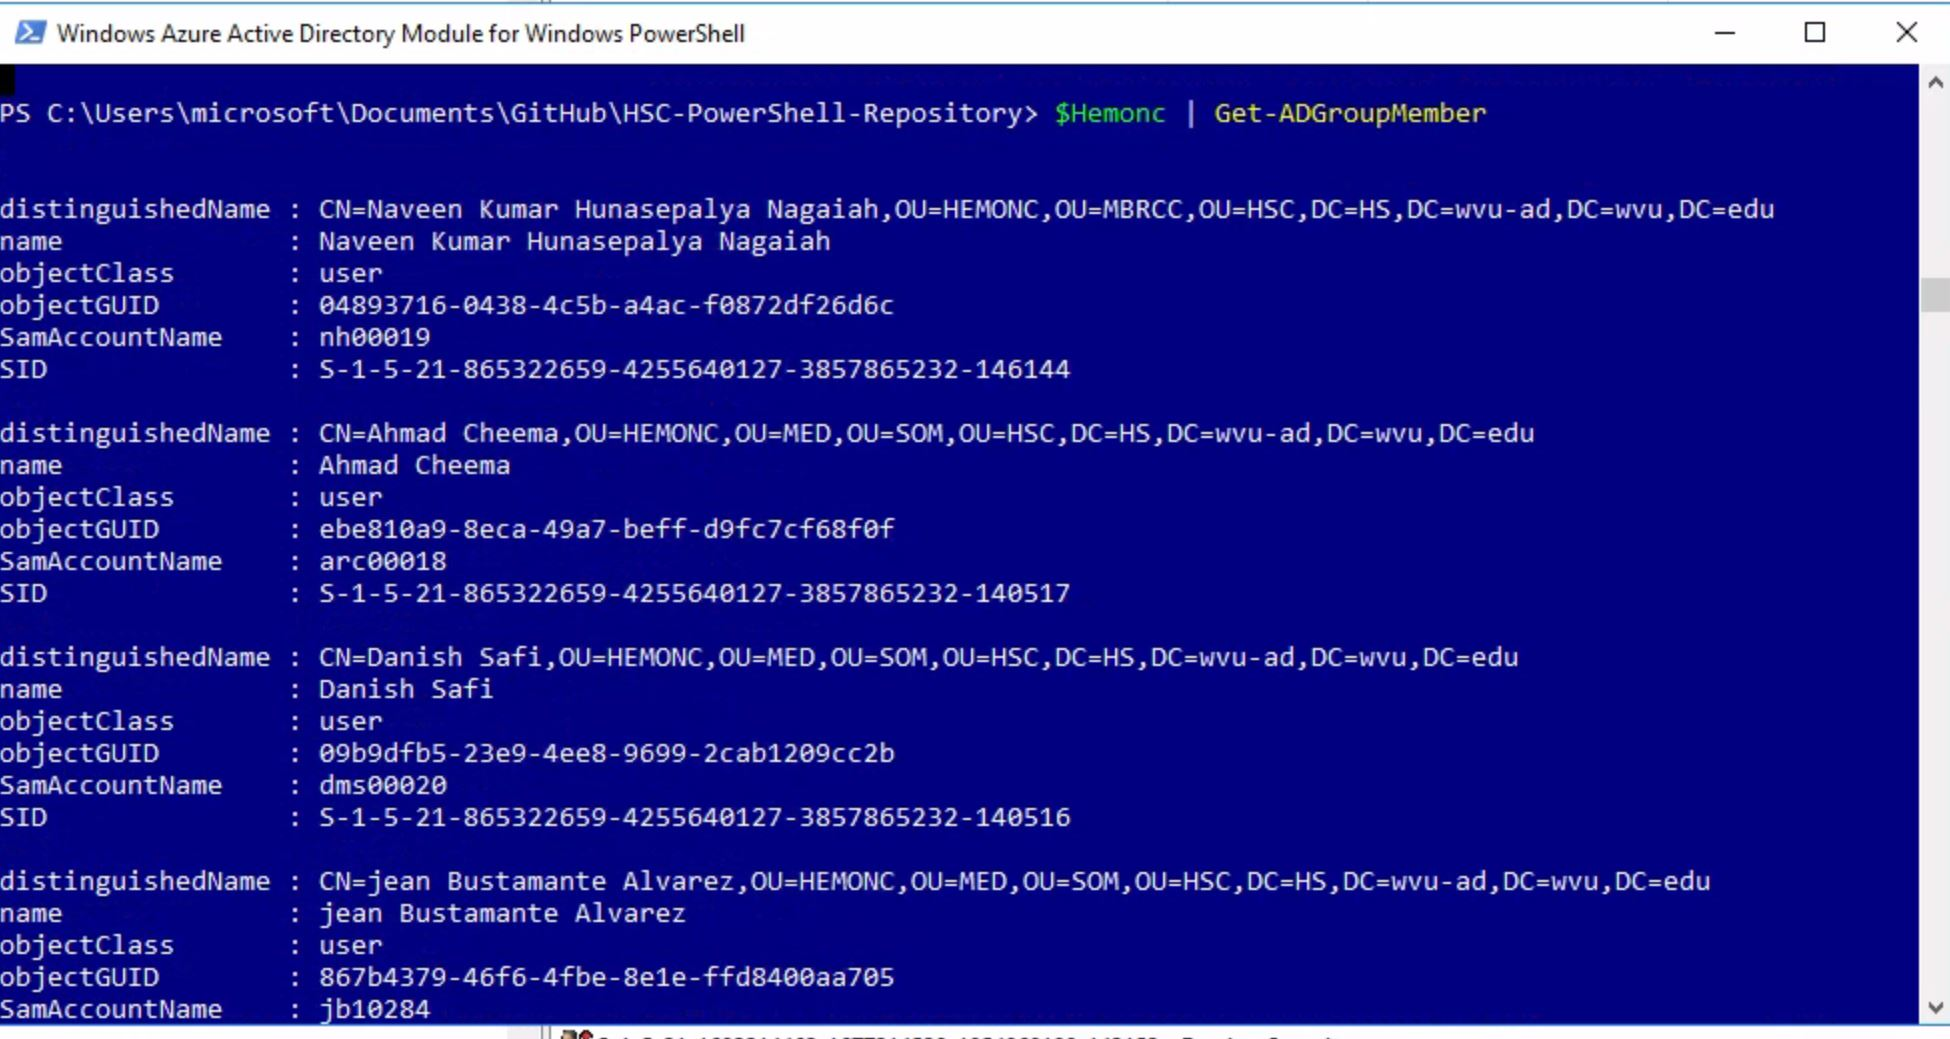 Windows Azure Active Directory Module for Windows PowerShell
PS C:\Users\microsoft\Documents\GitHub\HSC-PowerShell-Repository> $Hemonc | Get-ADGroupMember
distinguishedName : CN=Naveen Kumar Hunasepalya Nagaiah,OU=HEMONC,OU=MBRCC,OU=HSC,DC=HS,DC=wvu-ad,DC=wvu,DC=edu
name              : Naveen Kumar Hunasepalya Nagaiah
objectClass       : user
objectGUID        : 04893716-0438-4c5b-a4ac-f0872df26d6c
SamAccountName    : nh00019
SID               : S-1-5-21-865322659-4255640127-3857865232-146144
distinguishedName : CN=Ahmad Cheema,OU=HEMONC,OU=MED,OU=SOM,OU=HSC,DC=HS,DC=wvu-ad,DC=wvu,DC=edu
name              : Ahmad Cheema
objectClass       : user
objectGUID        : ebe810a9-8eca-49a7-beff-d9fc7cf68f0f
SamAccountName    : arc00018
SID               : S-1-5-21-865322659-4255640127-3857865232-140517
distinguishedName : CN=Danish Safi,OU=HEMONC,OU=MED,OU=SOM,OU=HSC,DC=HS,DC=wvu-ad,DC=wvu,DC=edu
name              : Danish Safi
objectClass       : user
objectGUID        : 09b9dfb5-23e9-4ee8-9699-2cab1209cc2b
SamAccountName    : dms00020
SID               : S-1-5-21-865322659-4255640127-3857865232-140516
distinguishedName : CN=jean Bustamante Alvarez,OU=HEMONC,OU=MED,OU=SOM,OU=HSC,DC=HS,DC=wvu-ad,DC=wvu,DC=edu
name              : jean Bustamante Alvarez
objectClass       : user
objectGUID        : 867b4379-46f6-4fbe-8e1e-ffd8400aa705
SamAccountName    : jb10284